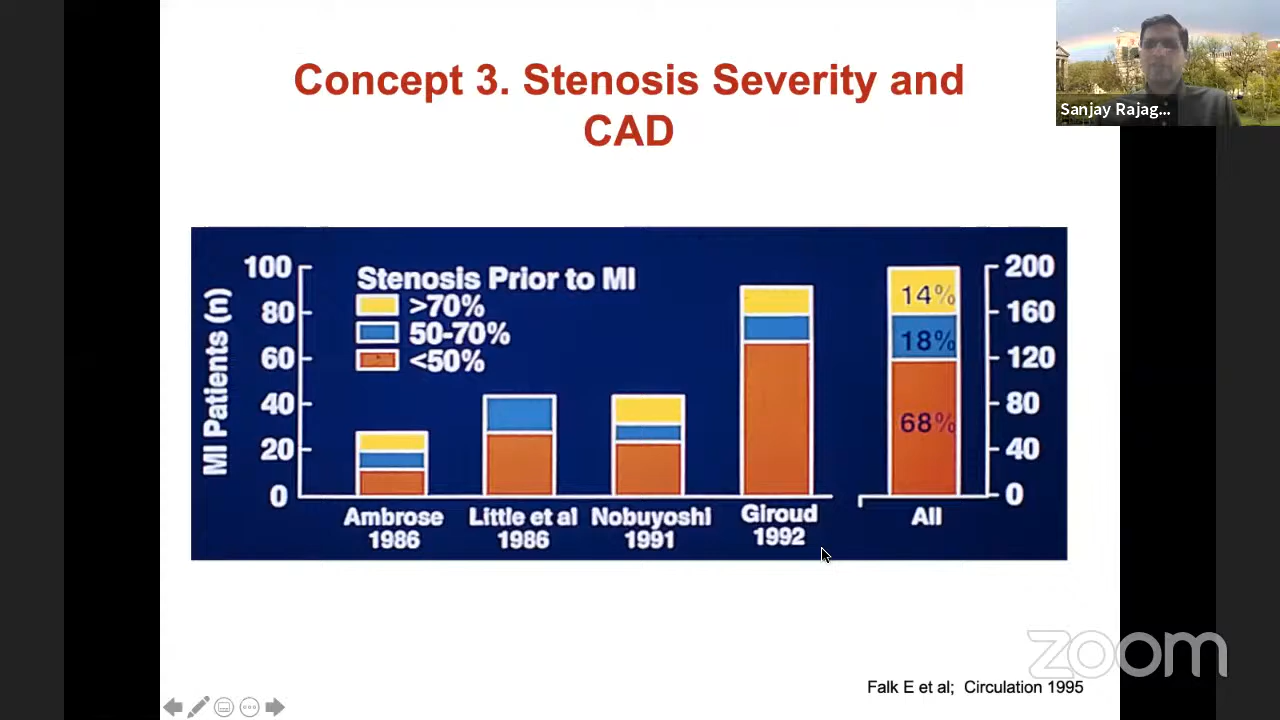 Concept 3. Stenosis Severity and
CAD
Sanjay Rajag...
Stenosis Prior to MI
>70%
50-70%
<50%
MI Patients (n)
100
80
60
40
20
0
Ambrose
1986
Little et al
1986
Nobuyoshi
1991
Giroud
1992
14%
18%
68%
All
200
160
120
80
40
0
zoom
Falk E et al; Circulation 1995